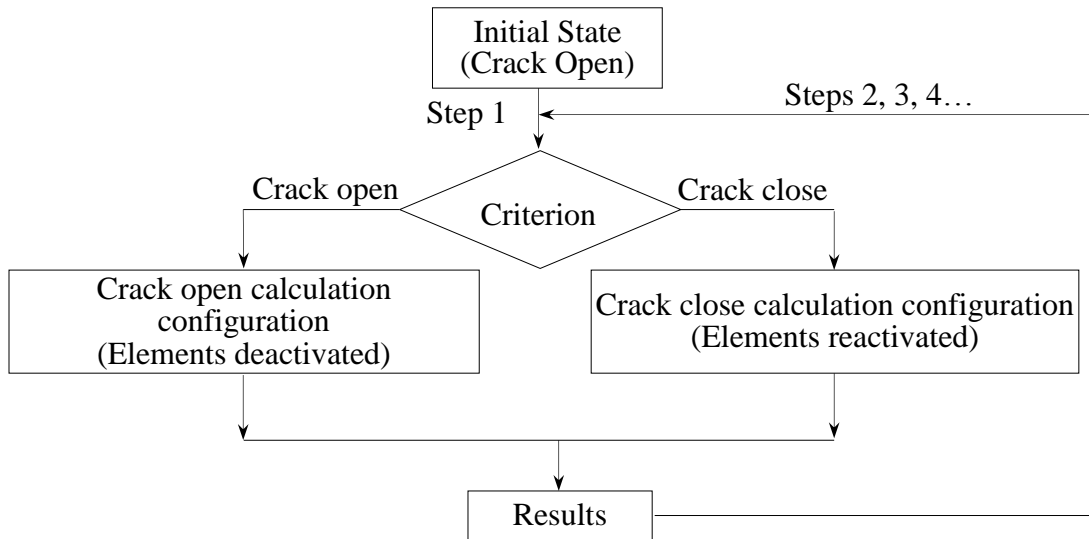 Initial State
(Crack Open)
Step 1
Steps 2, 3, 4…
Crack open
Criterion
Crack close
Crack open calculation
configuration
(Elements deactivated)
Crack close calculation configuration
(Elements reactivated)
Results